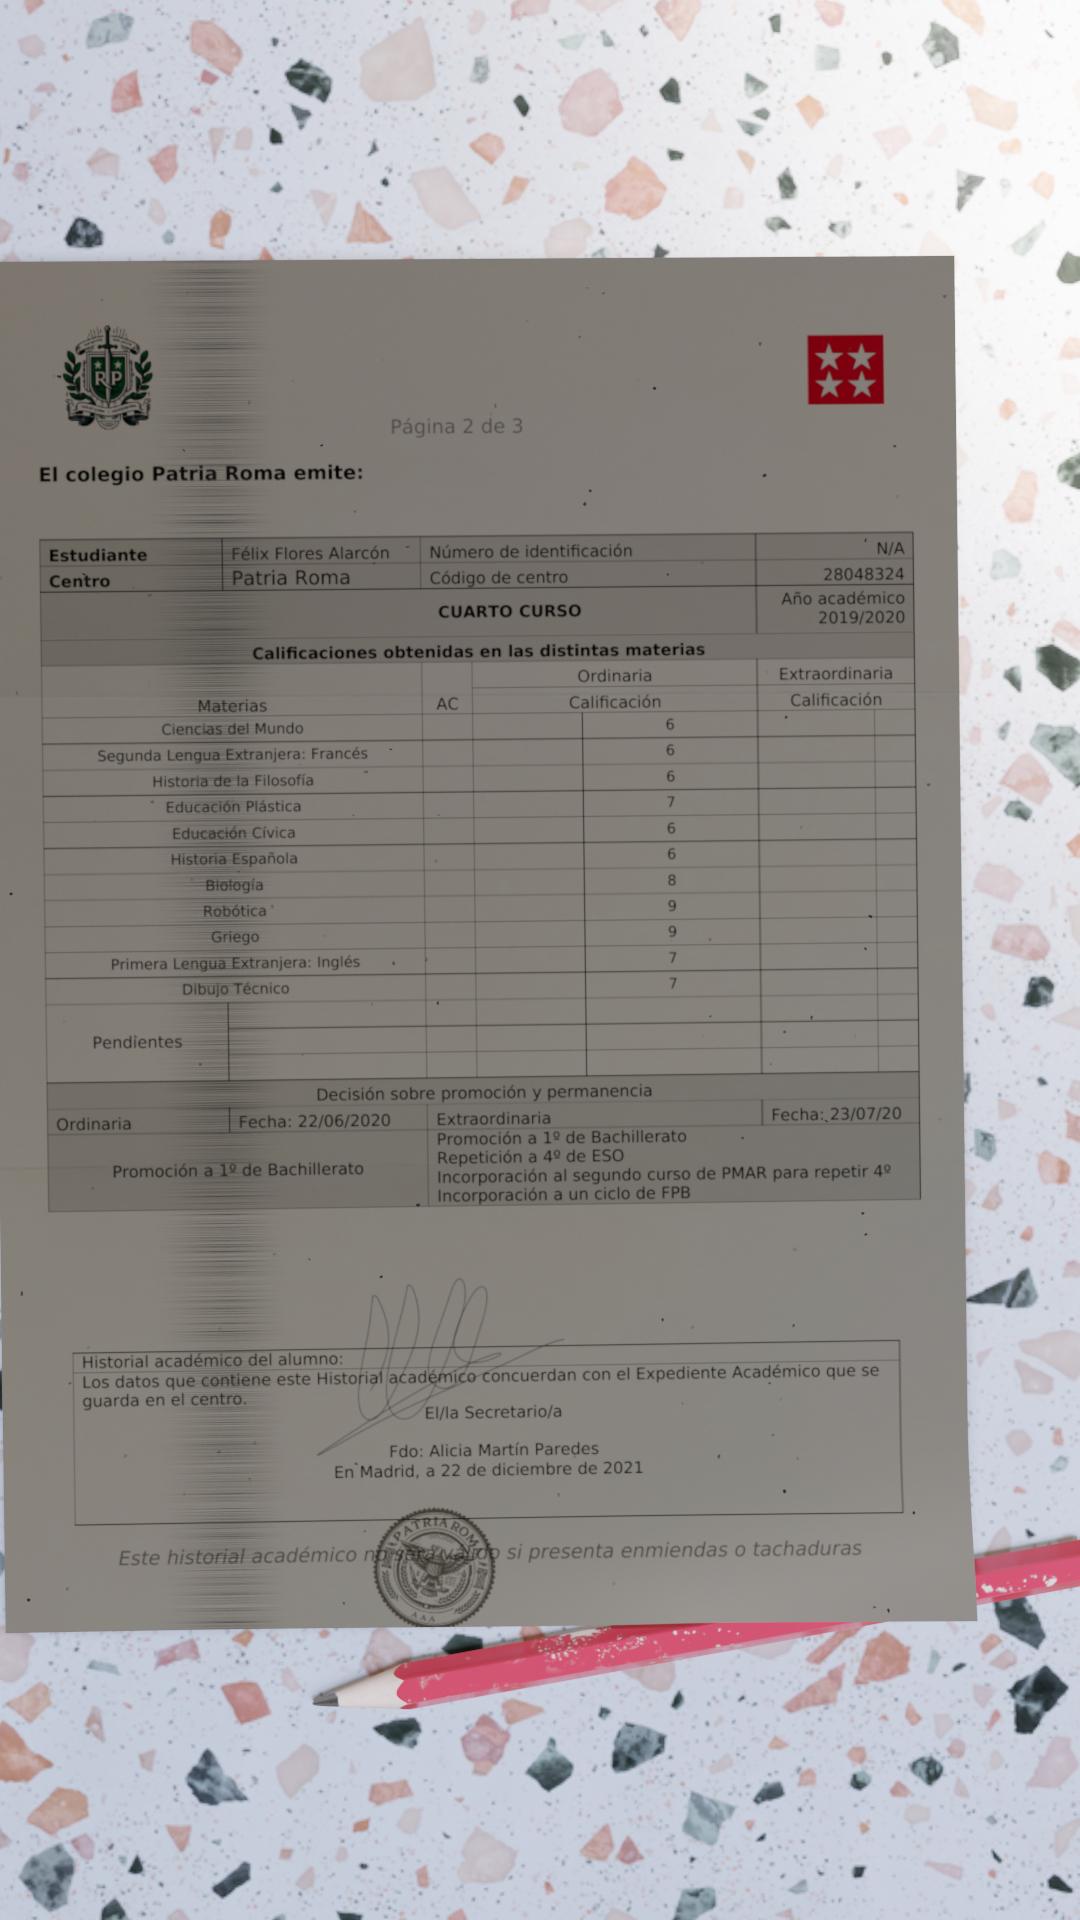 RP
Página 2 de 3
El colegio Patria Roma emite:
Estudiante Félix Flores Alarcón Número de identificación N/A
Centro Patria Roma Código de centro 28048324
CUARTO CURSO Año académico 2019/2020
Calificaciones obtenidas en las distintas materias
Ordinaria Extraordinaria
Materias AC Calificación Calificación
Ciencias del Mundo 6
Segunda Lengua Extranjera: Francés 6
Historia de la Filosofía 6
Educación Plástica 7
Educación Cívica 6
Historia Española 6
Biología 8
Robótica 9
Griego 9
Primera Lengua Extranjera: Inglés 7
Dibujo Técnico 7
Pendientes
Decisión sobre promoción y permanencia
Ordinaria Fecha: 22/06/2020 Extraordinaria Fecha: 23/07/20
Promoción a 1º de Bachillerato
Promoción a 1º de Bachillerato
Repetición a 4º de ESO
Incorporación al segundo curso de PMAR para repetir 4º
Incorporación a un ciclo de FPB
Historial académico del alumno:
Los datos que contiene este Historial académico concuerdan con el Expediente Académico que se
guarda en el centro.
El/la Secretario/a
Fdo: Alicia Martín Paredes
En Madrid, a 22 de diciembre de 2021
PATRIA ROMA
Este historial académico no será válido si presenta enmiendas o tachaduras
AAA